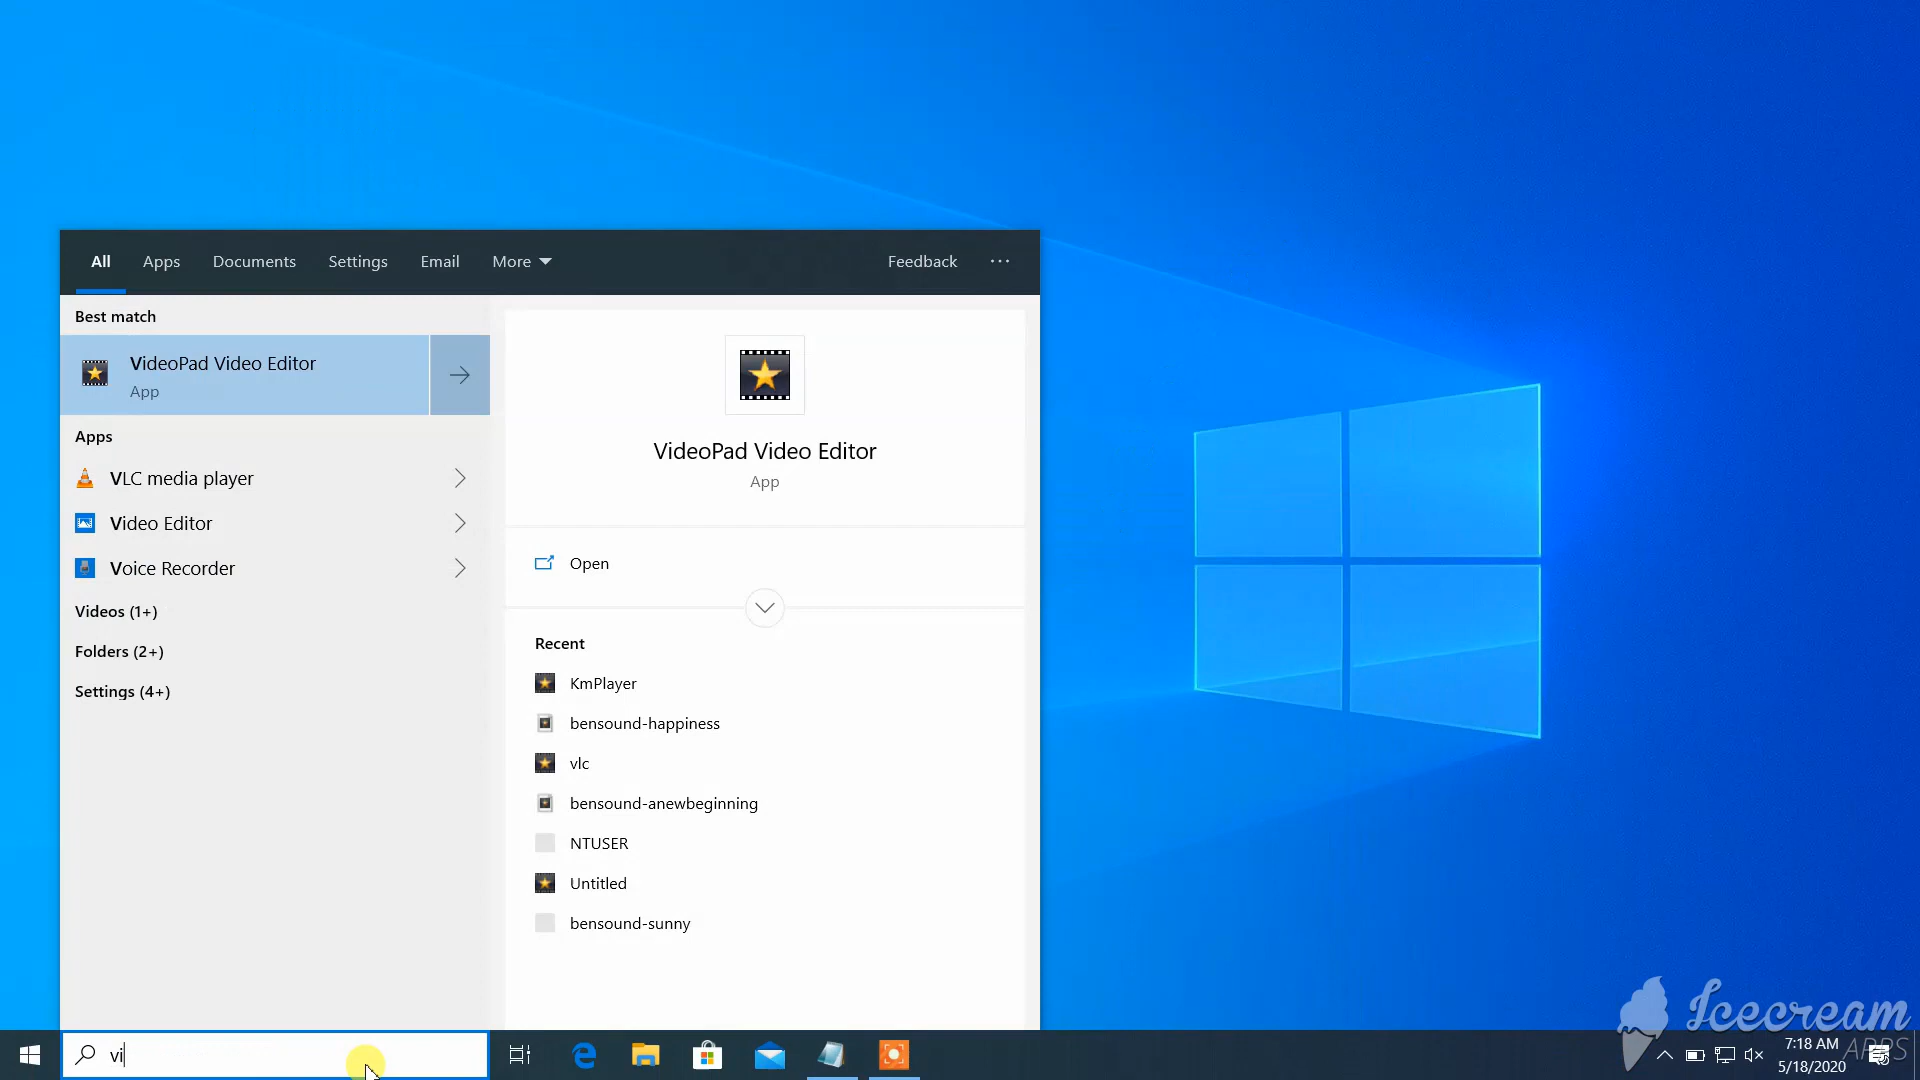 All Apps Documents Settings Email More Feedback ...
Best match
VideoPad Video Editor
App
Apps
VLC media player
Video Editor
Voice Recorder
Videos (1+)
Folders (2+)
Settings (4+)
VideoPad Video Editor
App
Open
Recent
KmPlayer
bensound-happiness
vlc
bensound-anewbeginning
NTUSER
Untitled
bensound-sunny
vi
Icecream
APPS
7:18 AM
5/18/2020